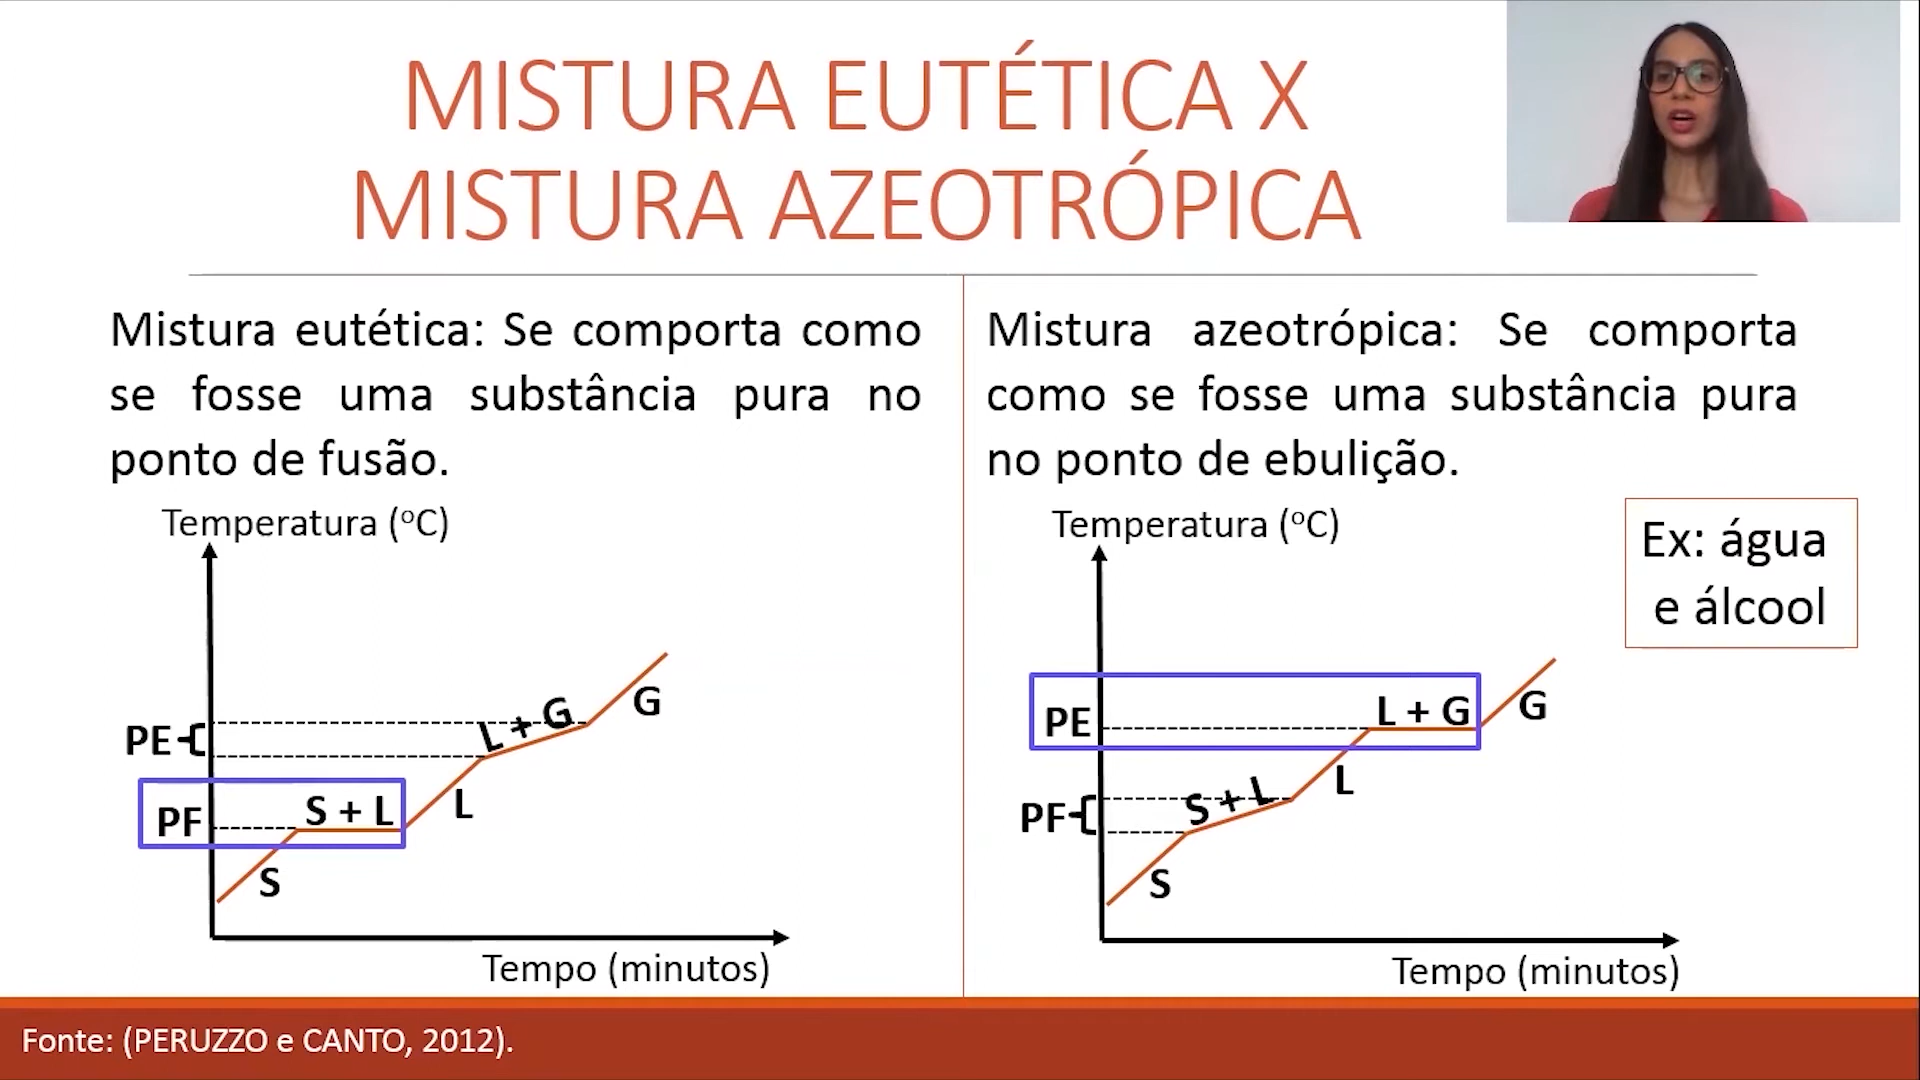 MISTURA EUTÉTICA X
MISTURA AZEOTRÓPICA
Mistura eutética: Se comporta como
se fosse uma substância pura no
ponto de fusão.
Temperatura (ºC)
PE
PF
S + L
S
L
L + G
G
Tempo (minutos)
Mistura azeotrópica: Se comporta
como se fosse uma substância pura
no ponto de ebulição.
Temperatura (ºC)
Ex: água
e álcool
PE
L + G
G
PF
S + L
L
S
Tempo (minutos)
Fonte: (PERUZZO e CANTO, 2012).